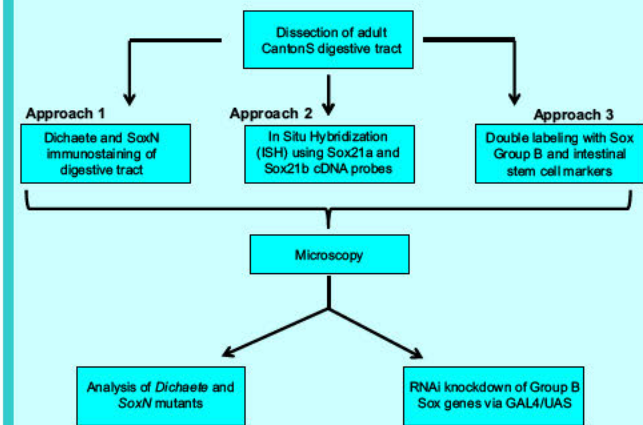 Dissection of adult
CantonS digestive tract
Approach 1
Dichaete and SoxN
immunostaining of
digestive tract
Approach 2
In Situ Hybridization
(ISH) using Sox21a and
Sox21b cDNA probes
Approach 3
Double labeling with Sox
Group B and intestinal
stem cell markers
Microscopy
Analysis of Dichaete and
SoxN mutants
RNAi knockdown of Group B
Sox genes via GAL4/UAS